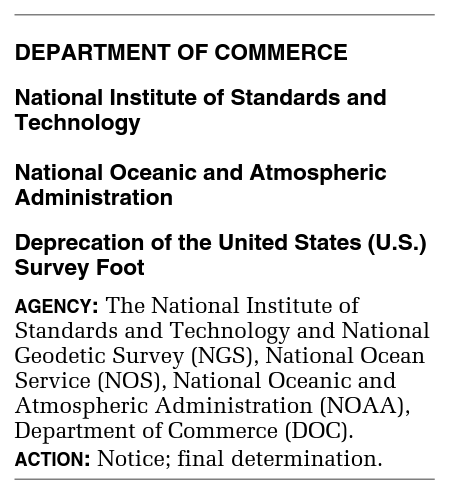 DEPARTMENT OF COMMERCE
National Institute of Standards and
Technology
National Oceanic and Atmospheric
Administration
Deprecation of the United States (U.S.)
Survey Foot
AGENCY: The National Institute of
Standards and Technology and National
Geodetic Survey (NGS), National Ocean
Service (NOS), National Oceanic and
Atmospheric Administration (NOAA),
Department of Commerce (DOC).
ACTION: Notice; final determination.